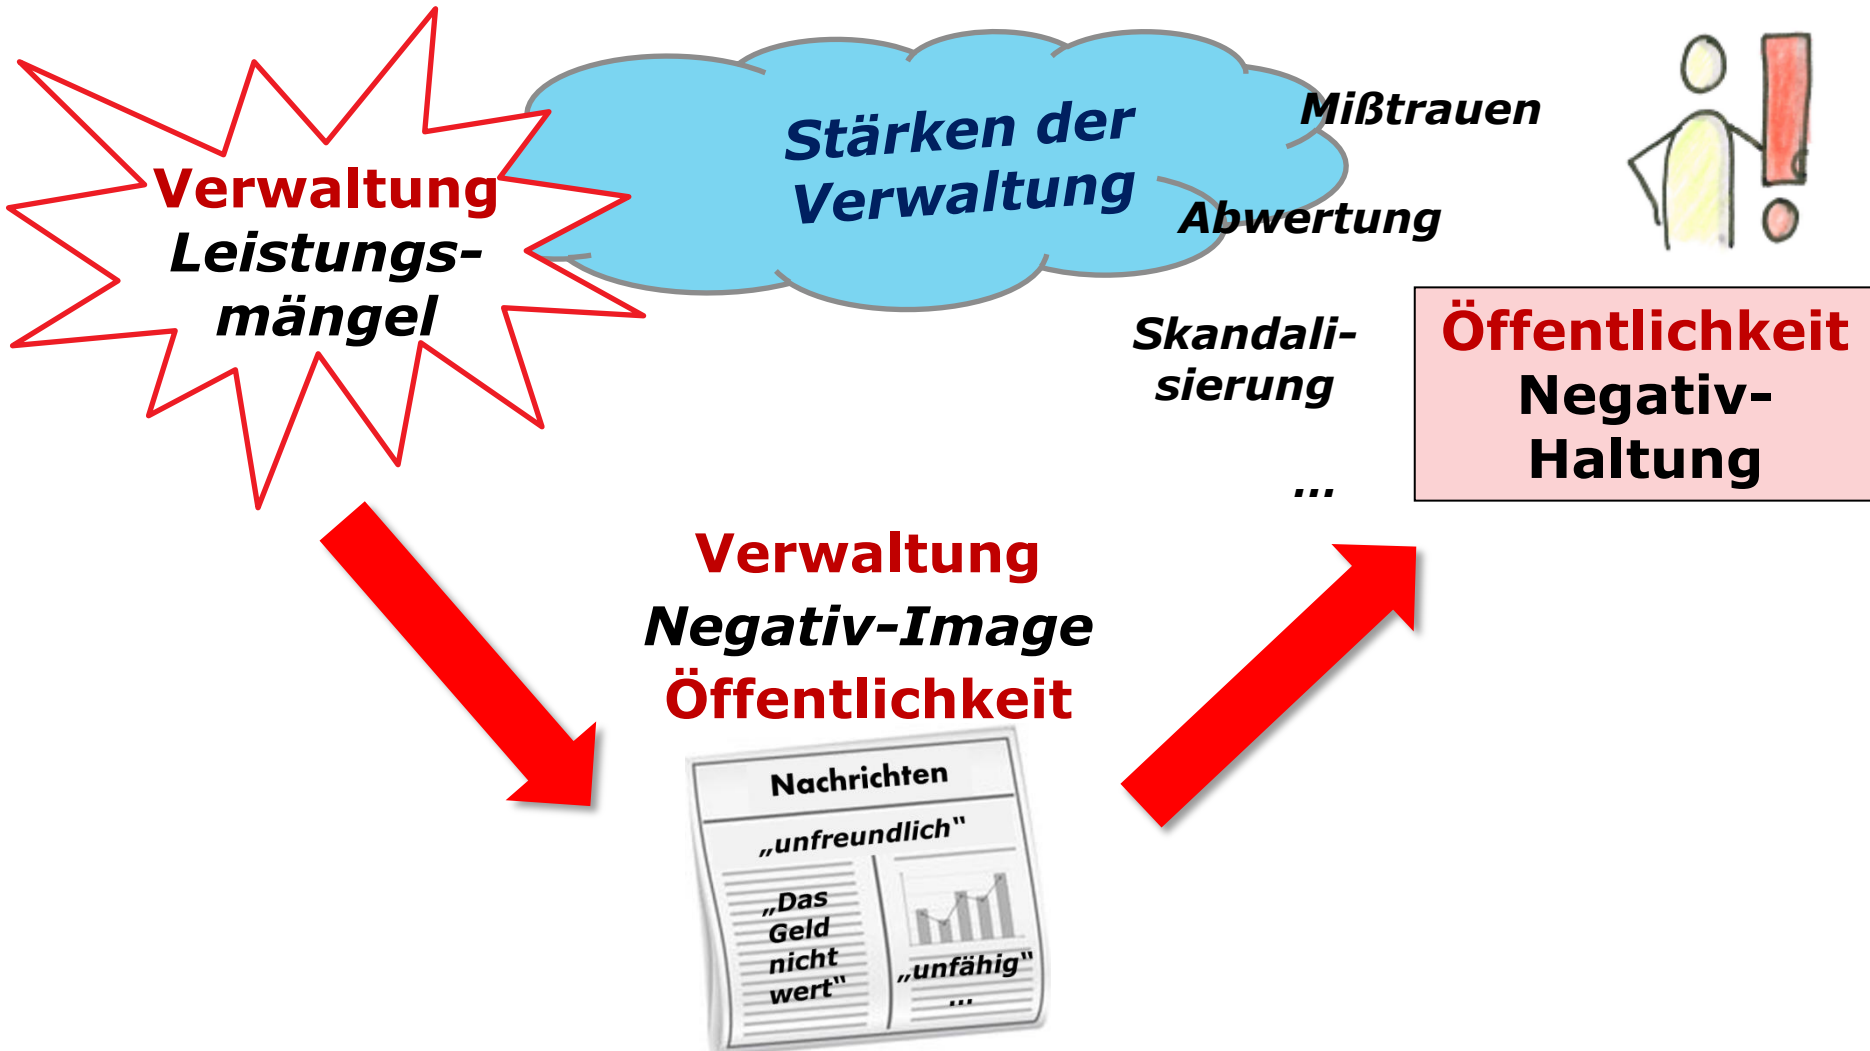 Verwaltung
Leistungs-
mängel
Stärken der
Verwaltung
Mißtrauen
Abwertung
Skandali-
sierung
...
Öffentlichkeit
Negativ-
Haltung
Verwaltung
Negativ-Image
Öffentlichkeit
Nachrichten
„unfreundlich“
„Das
Geld
nicht
wert“
„unfähig“
...